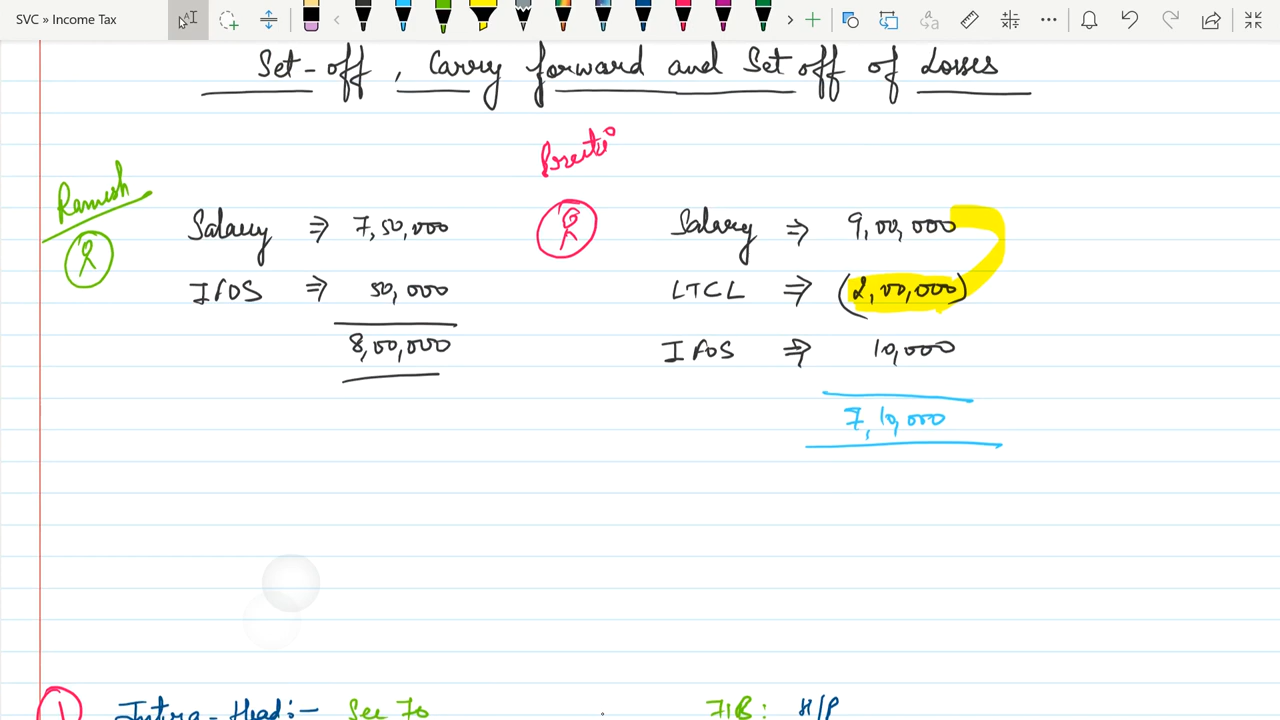 SVC » Income Tax
Set-off, Carry forward and Set off of Losses
Preeti
Ramesh
Salary ⇒ 7,50,000
IFOS ⇒ 50,000
8,00,000
Salary ⇒ 9,00,000
LTCL ⇒ (2,00,000)
IFOS ⇒ 10,000
7,10,000
1 Intra-Head:- Sec 70
71B: H/P